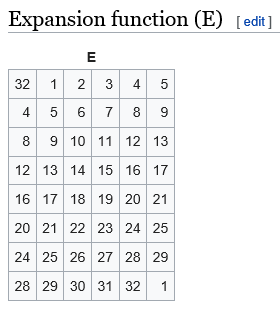 Expansion function (E) [ edit ]
E
32 1 2 3 4 5
4 5 6 7 8 9
8 9 10 11 12 13
12 13 14 15 16 17
16 17 18 19 20 21
20 21 22 23 24 25
24 25 26 27 28 29
28 29 30 31 32 1